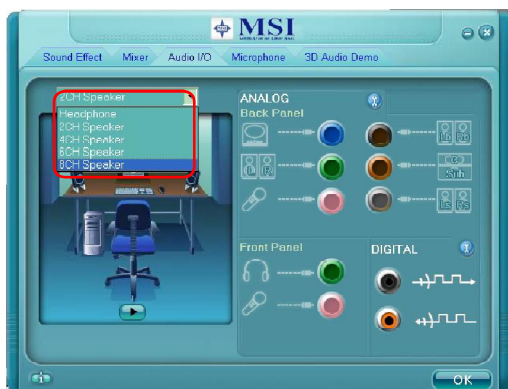 MSI
Sound Effect Mixer Audio I/O Microphone 3D Audio Demo
2CH Speaker
Headphone
2CH Speaker
4CH Speaker
6CH Speaker
8CH Speaker
ANALOG
Back Panel
L R
Sub
Front Panel
DIGITAL
OK